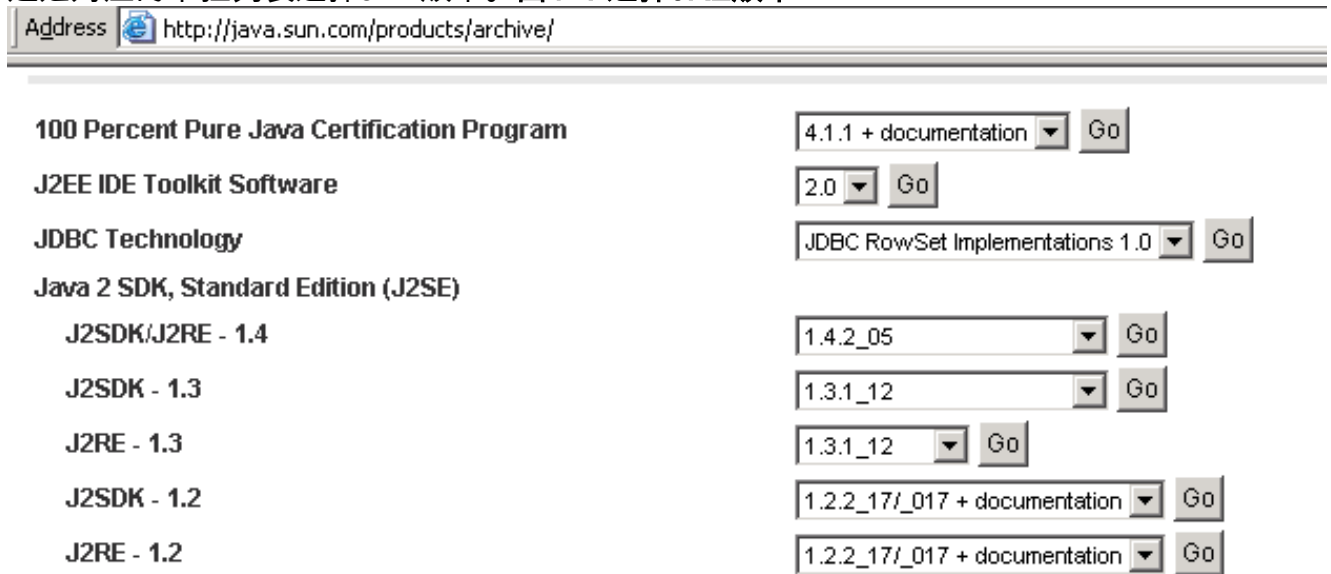 Address http://java.sun.com/products/archive/
100 Percent Pure Java Certification Program 4.1.1 + documentation Go
J2EE IDE Toolkit Software 2.0 Go
JDBC Technology JDBC RowSet Implementations 1.0 Go
Java 2 SDK, Standard Edition (J2SE)
J2SDK/J2RE - 1.4 1.4.2_05 Go
J2SDK - 1.3 1.3.1_12 Go
J2RE - 1.3 1.3.1_12 Go
J2SDK - 1.2 1.2.2_17/_017 + documentation Go
J2RE - 1.2 1.2.2_17/_017 + documentation Go